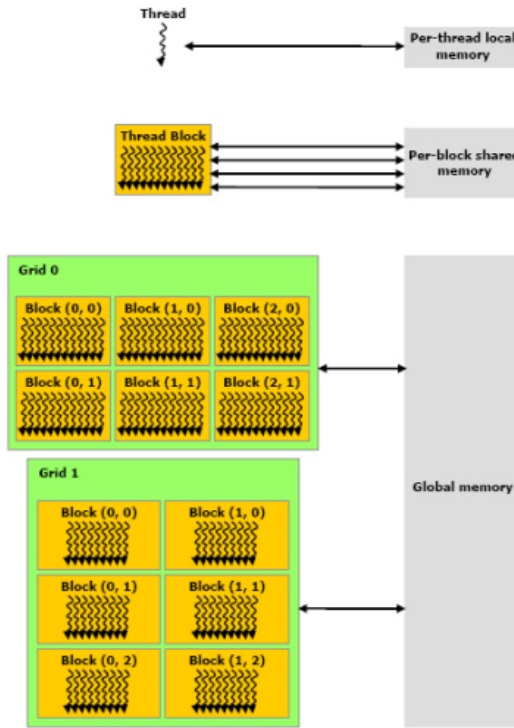 Thread
Per-thread local
memory
Thread Block
Per-block shared
memory
Grid 0
Block (0, 0) Block (1, 0) Block (2, 0)
Block (0, 1) Block (1, 1) Block (2, 1)
Grid 1
Global memory
Block (0, 0) Block (1, 0)
Block (0, 1) Block (1, 1)
Block (0, 2) Block (1, 2)